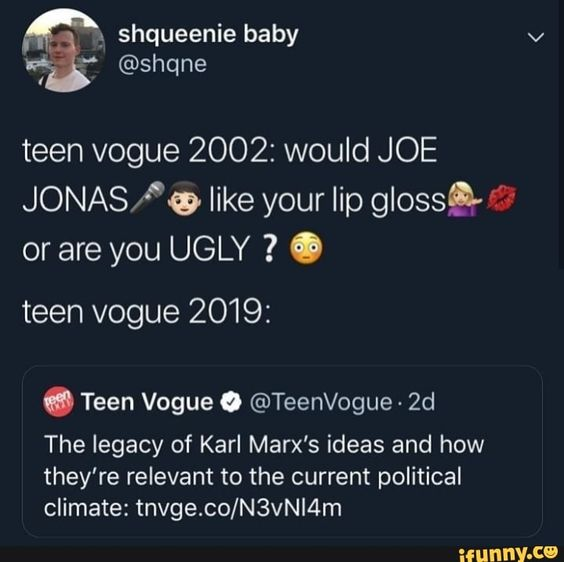 shqueenie baby
@shqne
teen vogue 2002: would JOE
JONAS🎤👦🏻 like your lip gloss💁🏼‍♀️💋
or are you UGLY ? 😳
teen vogue 2019:
Teen Vogue @TeenVogue · 2d
The legacy of Karl Marx's ideas and how
they're relevant to the current political
climate: tnvge.co/N3vNl4m
ifunny.co